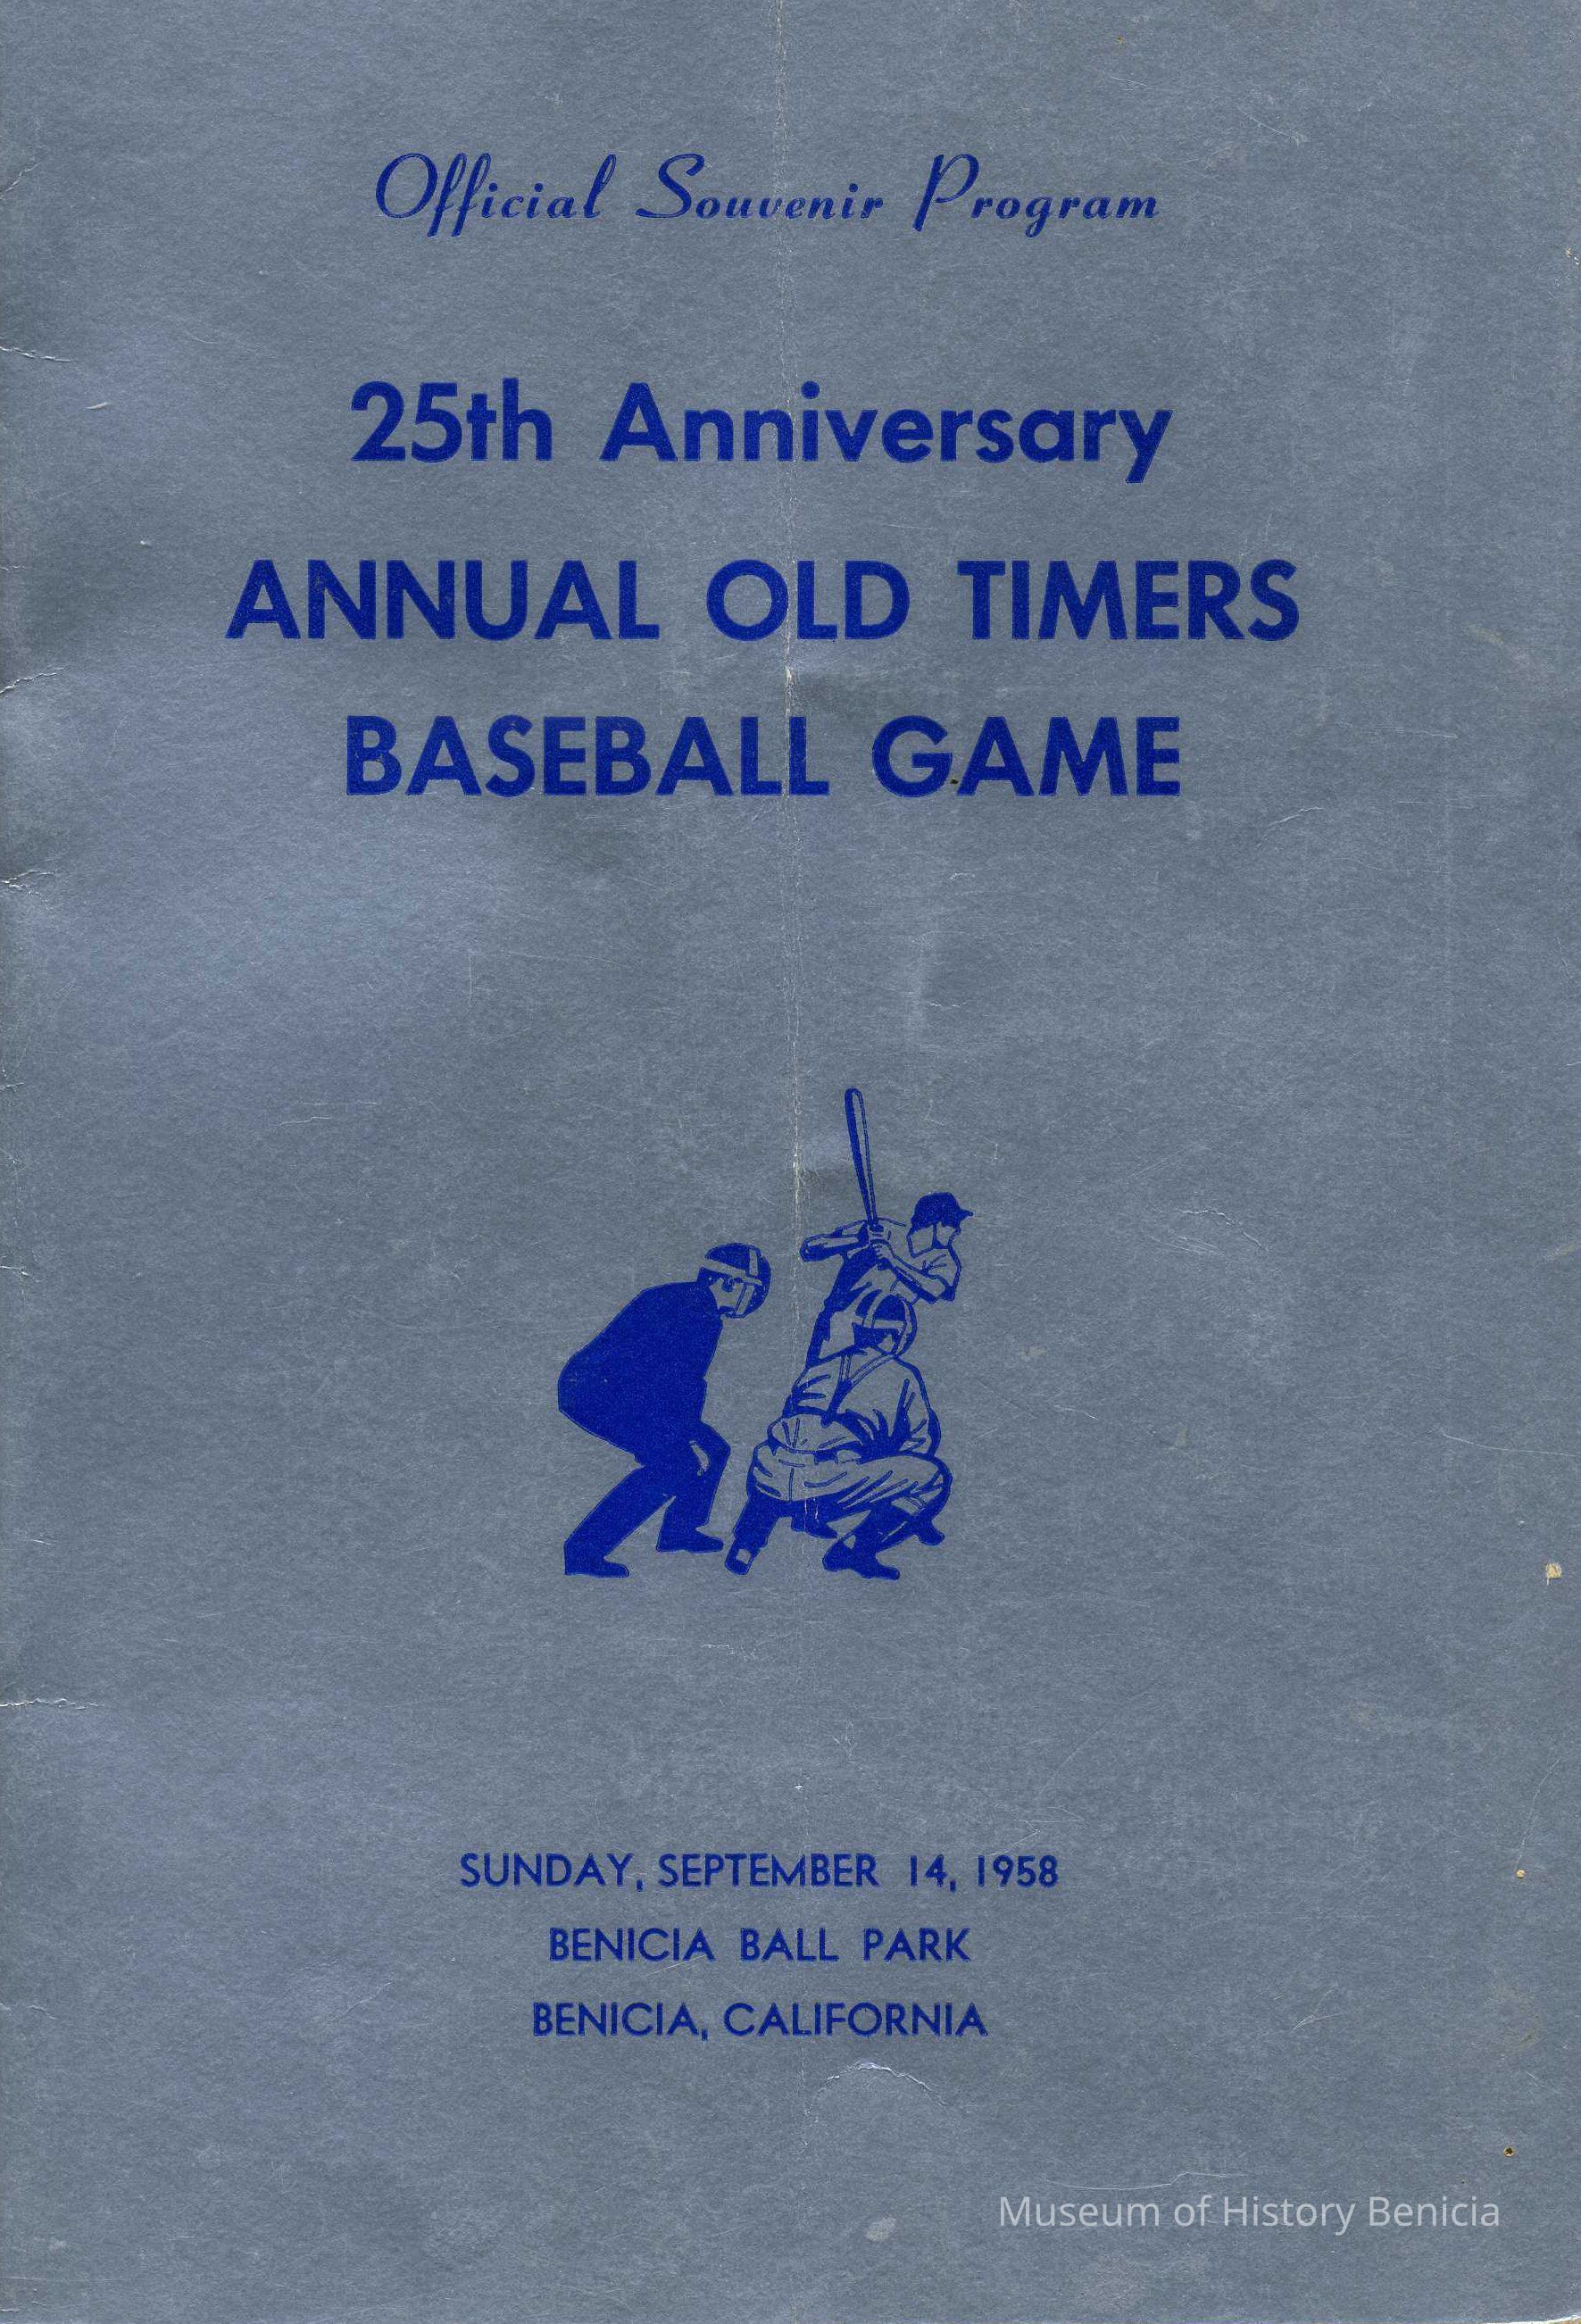 Official Souvenir Program
25th Anniversary
ANNUAL OLD TIMERS
BASEBALL GAME
SUNDAY, SEPTEMBER 14, 1958
BENICIA BALL PARK
BENICIA, CALIFORNIA
Museum of History Benicia